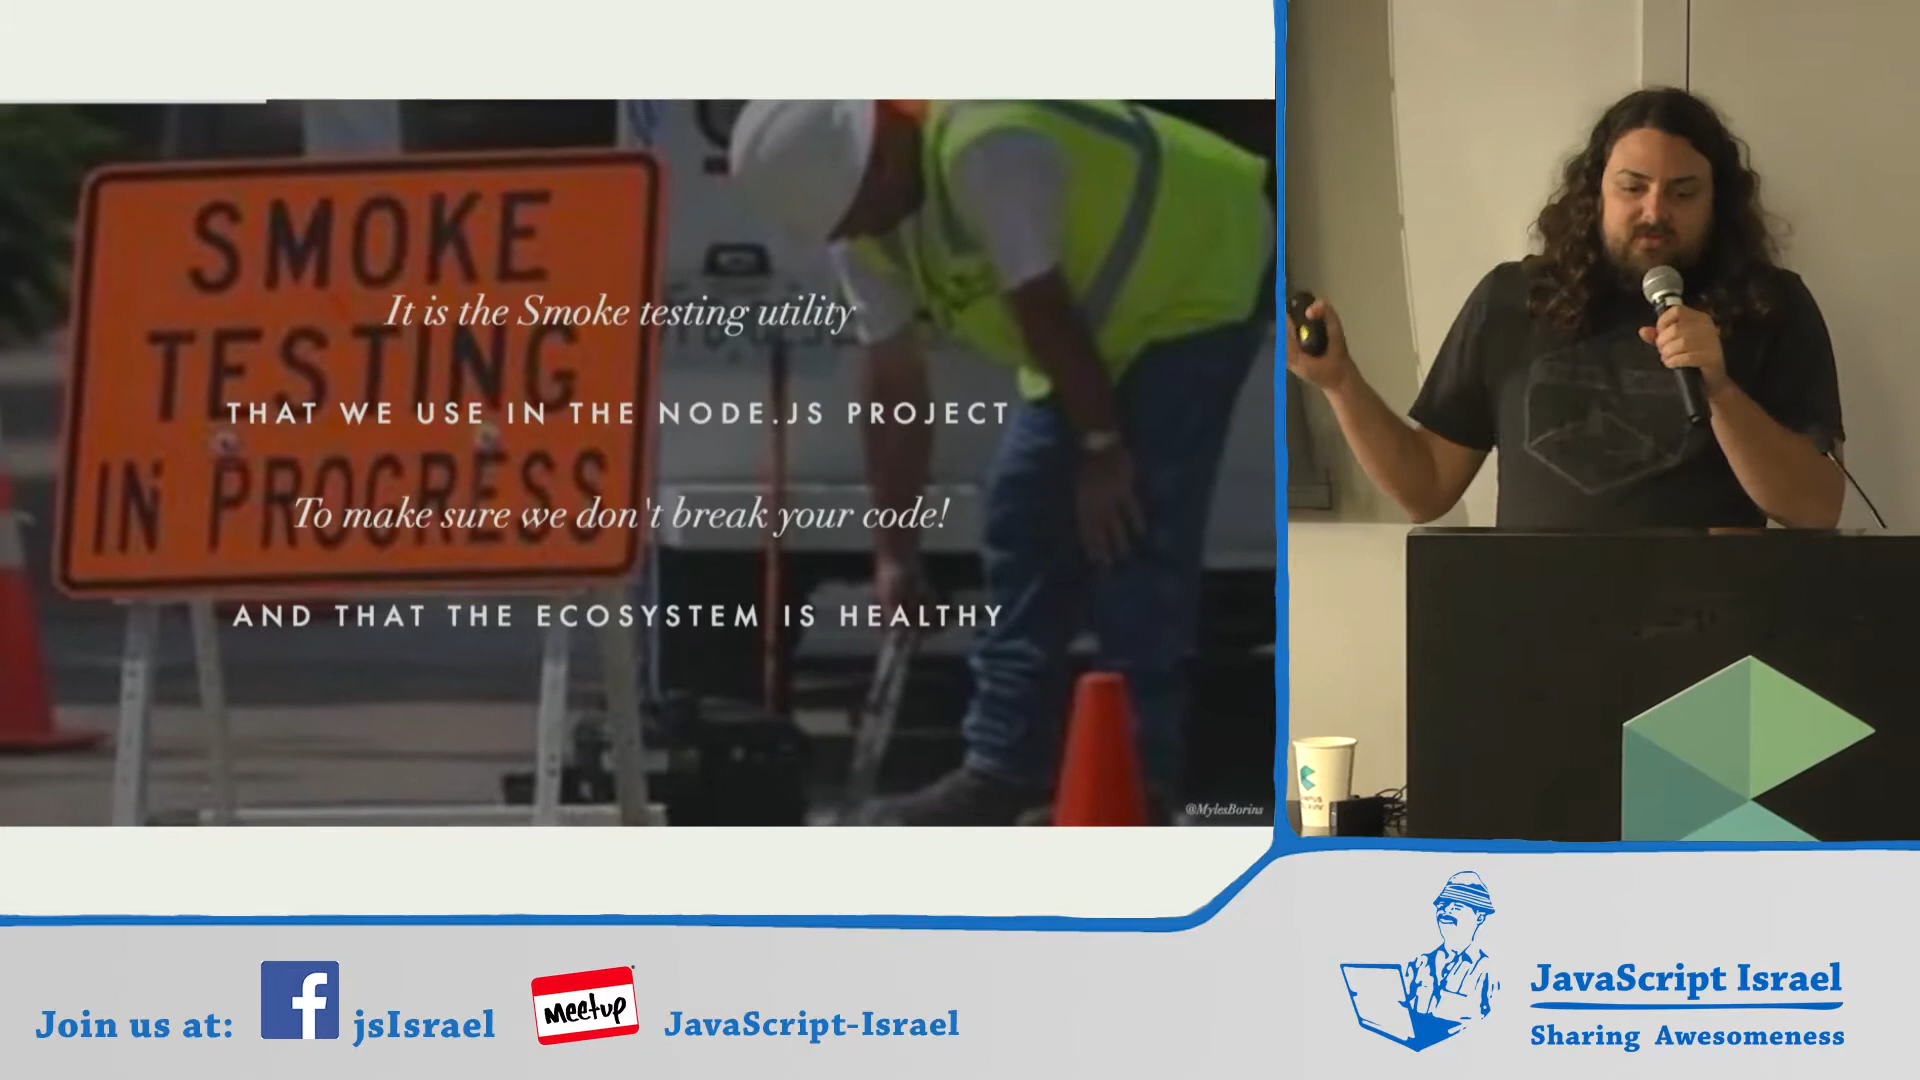 SMOKE
TESTING
IN PROGRESS
It is the Smoke testing utility
THAT WE USE IN THE NODE.JS PROJECT
To make sure we don't break your code!
AND THAT THE ECOSYSTEM IS HEALTHY
@MylesBorins
Join us at:
f
jsIsrael
meetup
JavaScript-Israel
JavaScript Israel
Sharing Awesomeness